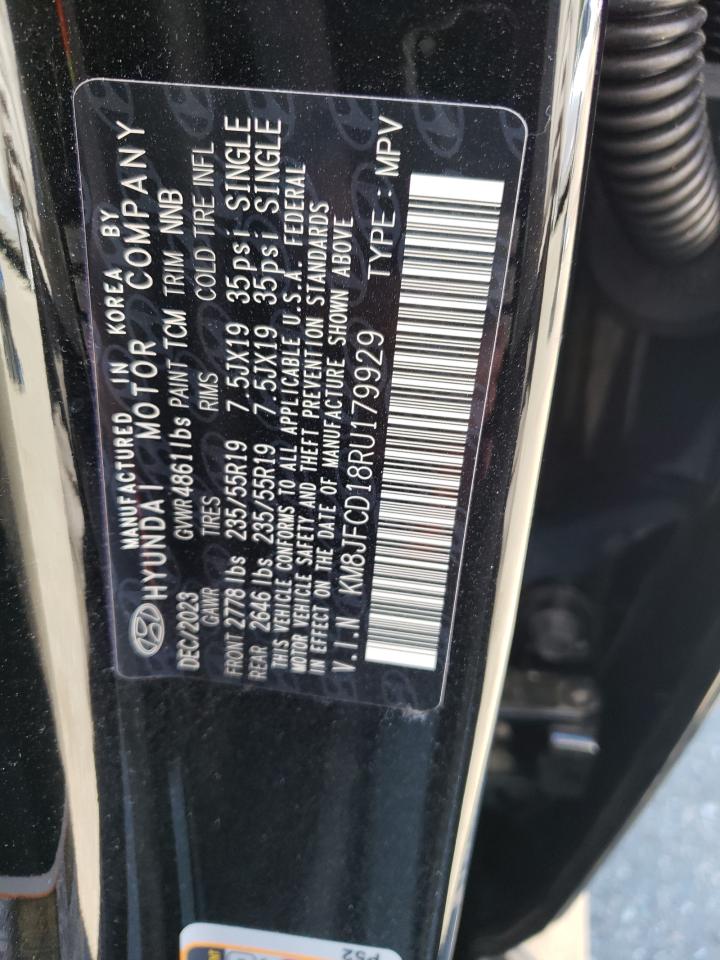 MANUFACTURED IN KOREA BY
HYUNDAI MOTOR COMPANY
DEC/2023 GVWR 4861 lbs PAINT TCM TRIM NNB
GAWR TIRES RIMS COLD TIRE INFL
FRONT 2778 lbs 235/55R19 7.5JX19 35psi SINGLE
REAR 2646 lbs 235/55R19 7.5JX19 35psi SINGLE
THIS VEHICLE CONFORMS TO ALL APPLICABLE U.S.A. FEDERAL
MOTOR VEHICLE SAFETY AND THEFT PREVENTION STANDARDS
IN EFFECT ON THE DATE OF MANUFACTURE SHOWN ABOVE
V.I.N KM8JFCD18RU179929 TYPE : MPV
P52